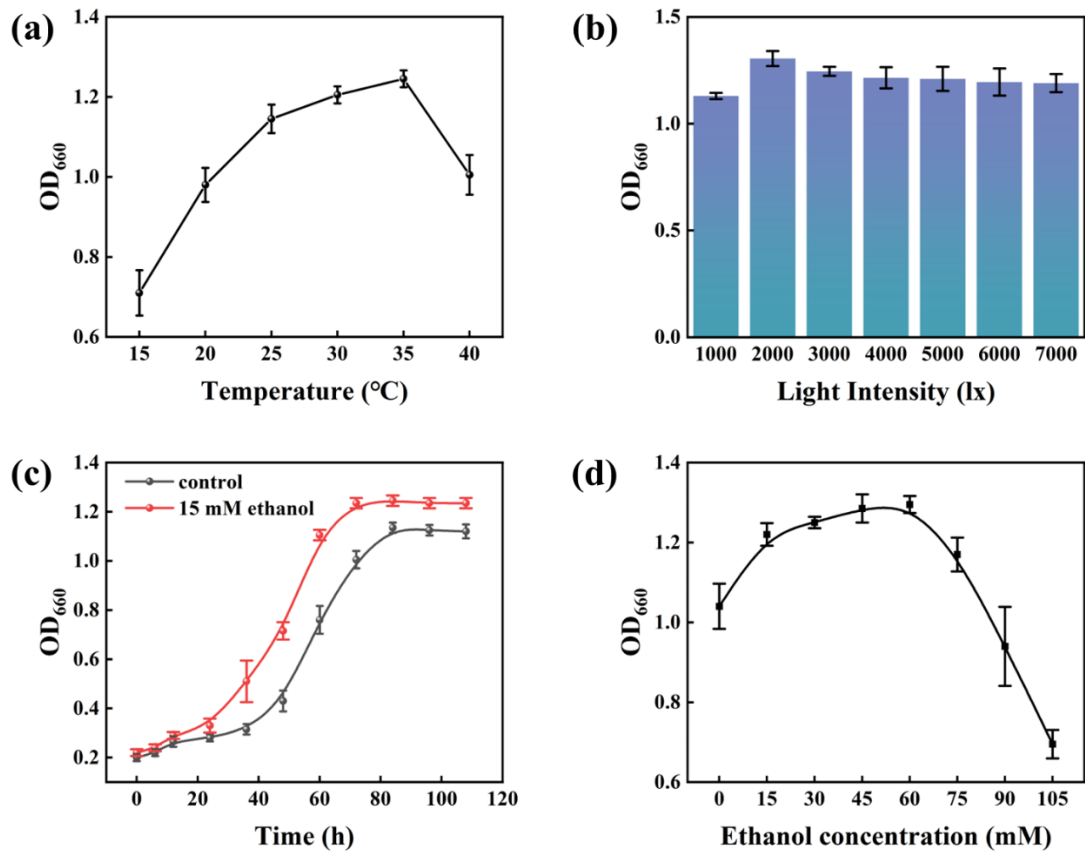 (a)
1.4
1.2
1.0
0.8
0.6
OD660
15 20 25 30 35 40
Temperature (°C)
(b)
1.5
1.0
0.5
0.0
OD660
1000 2000 3000 4000 5000 6000 7000
Light Intensity (lx)
(c)
1.4
1.2
1.0
0.8
0.6
0.4
0.2
OD660
control
15 mM ethanol
0 20 40 60 80 100 120
Time (h)
(d)
1.4
1.2
1.0
0.8
0.6
OD660
0 15 30 45 60 75 90 105
Ethanol concentration (mM)